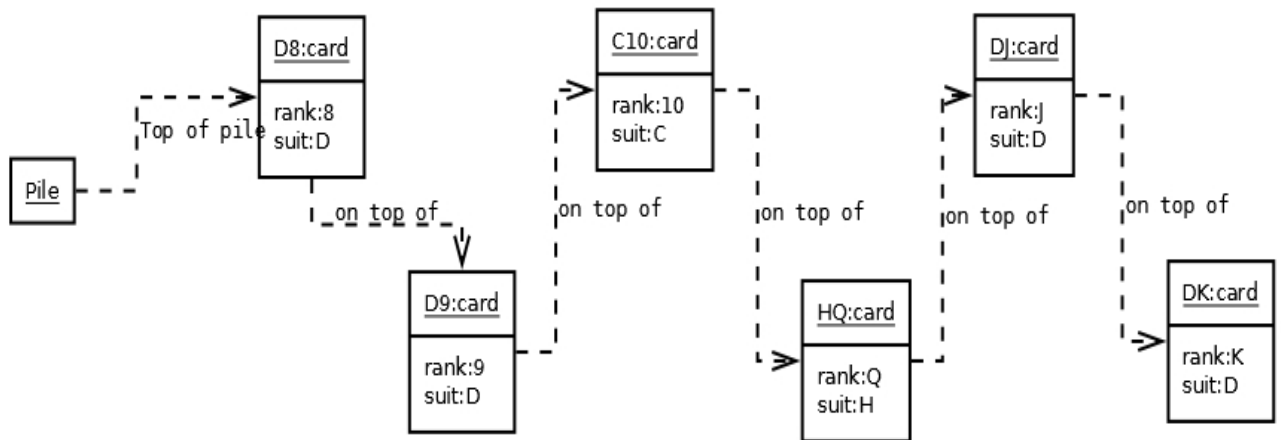 Pile
Top of pile
D8:card
rank:8
suit:D
on top of
D9:card
rank:9
suit:D
on top of
C10:card
rank:10
suit:C
on top of
HQ:card
rank:Q
suit:H
on top of
DJ:card
rank:J
suit:D
on top of
DK:card
rank:K
suit:D